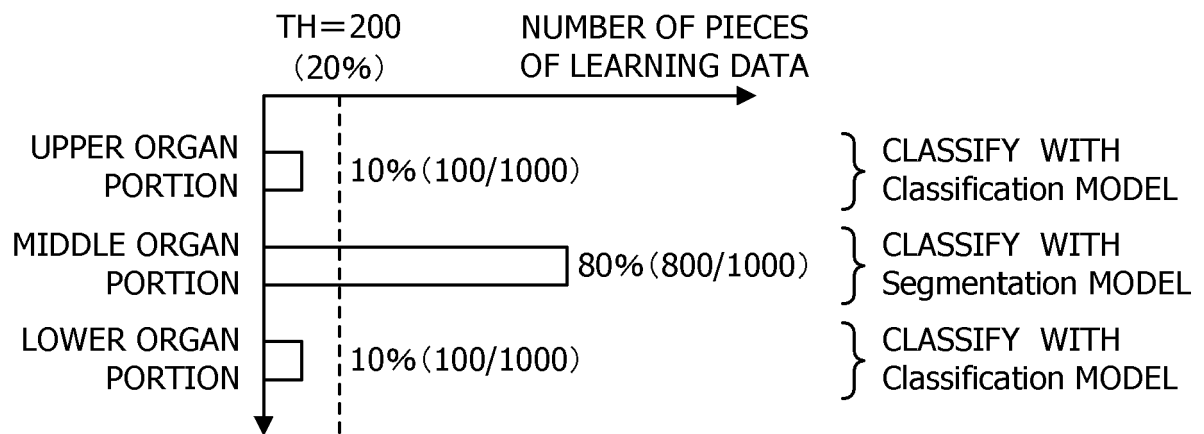 TH=200
(20%)
NUMBER OF PIECES
OF LEARNING DATA
UPPER ORGAN
PORTION
10%(100/1000)
CLASSIFY WITH
Classification MODEL
MIDDLE ORGAN
PORTION
80%(800/1000)
CLASSIFY WITH
Segmentation MODEL
LOWER ORGAN
PORTION
10%(100/1000)
CLASSIFY WITH
Classification MODEL